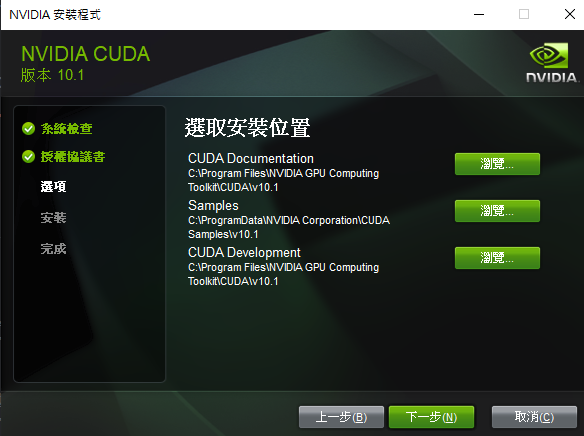 NVIDIA 安裝程式
NVIDIA CUDA
版本 10.1
NVIDIA.
系統檢查
授權協議書
選項
安裝
完成
選取安裝位置
CUDA Documentation
C:\Program Files\NVIDIA GPU Computing
Toolkit\CUDA\v10.1
瀏覽...
Samples
C:\ProgramData\NVIDIA Corporation\CUDA
Samples\v10.1
瀏覽...
CUDA Development
C:\Program Files\NVIDIA GPU Computing
Toolkit\CUDA\v10.1
瀏覽...
上一步(B)
下一步(N)
取消(C)